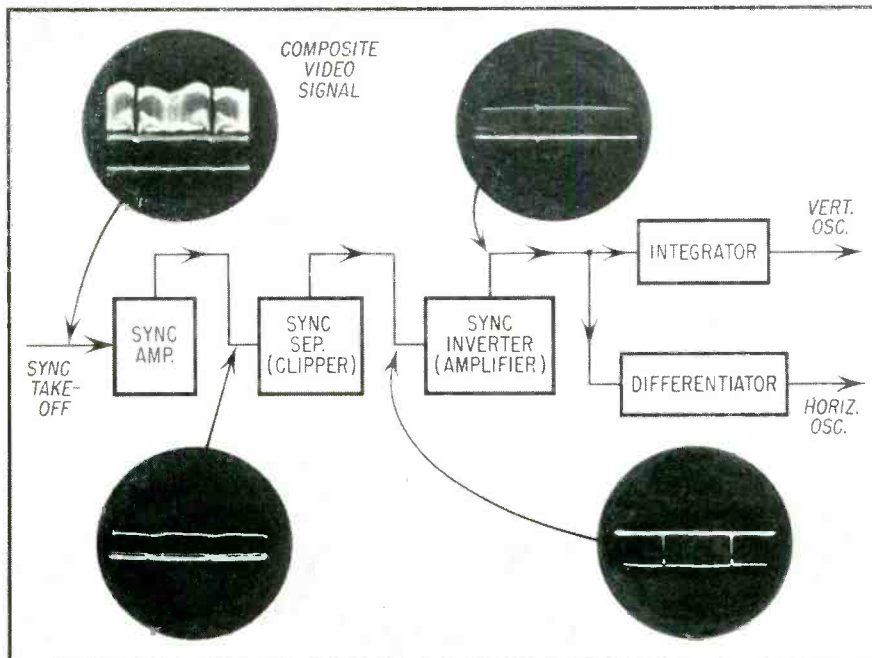 COMPOSITE
VIDEO
SIGNAL
VERT.
OSC.
INTEGRATOR
SYNC
AMP.
SYNC
SEP.
(CLIPPER)
SYNC
INVERTER
(AMPLIFIER)
SYNC
TAKE-
OFF
DIFFERENTIATOR
HORIZ.
OSC.